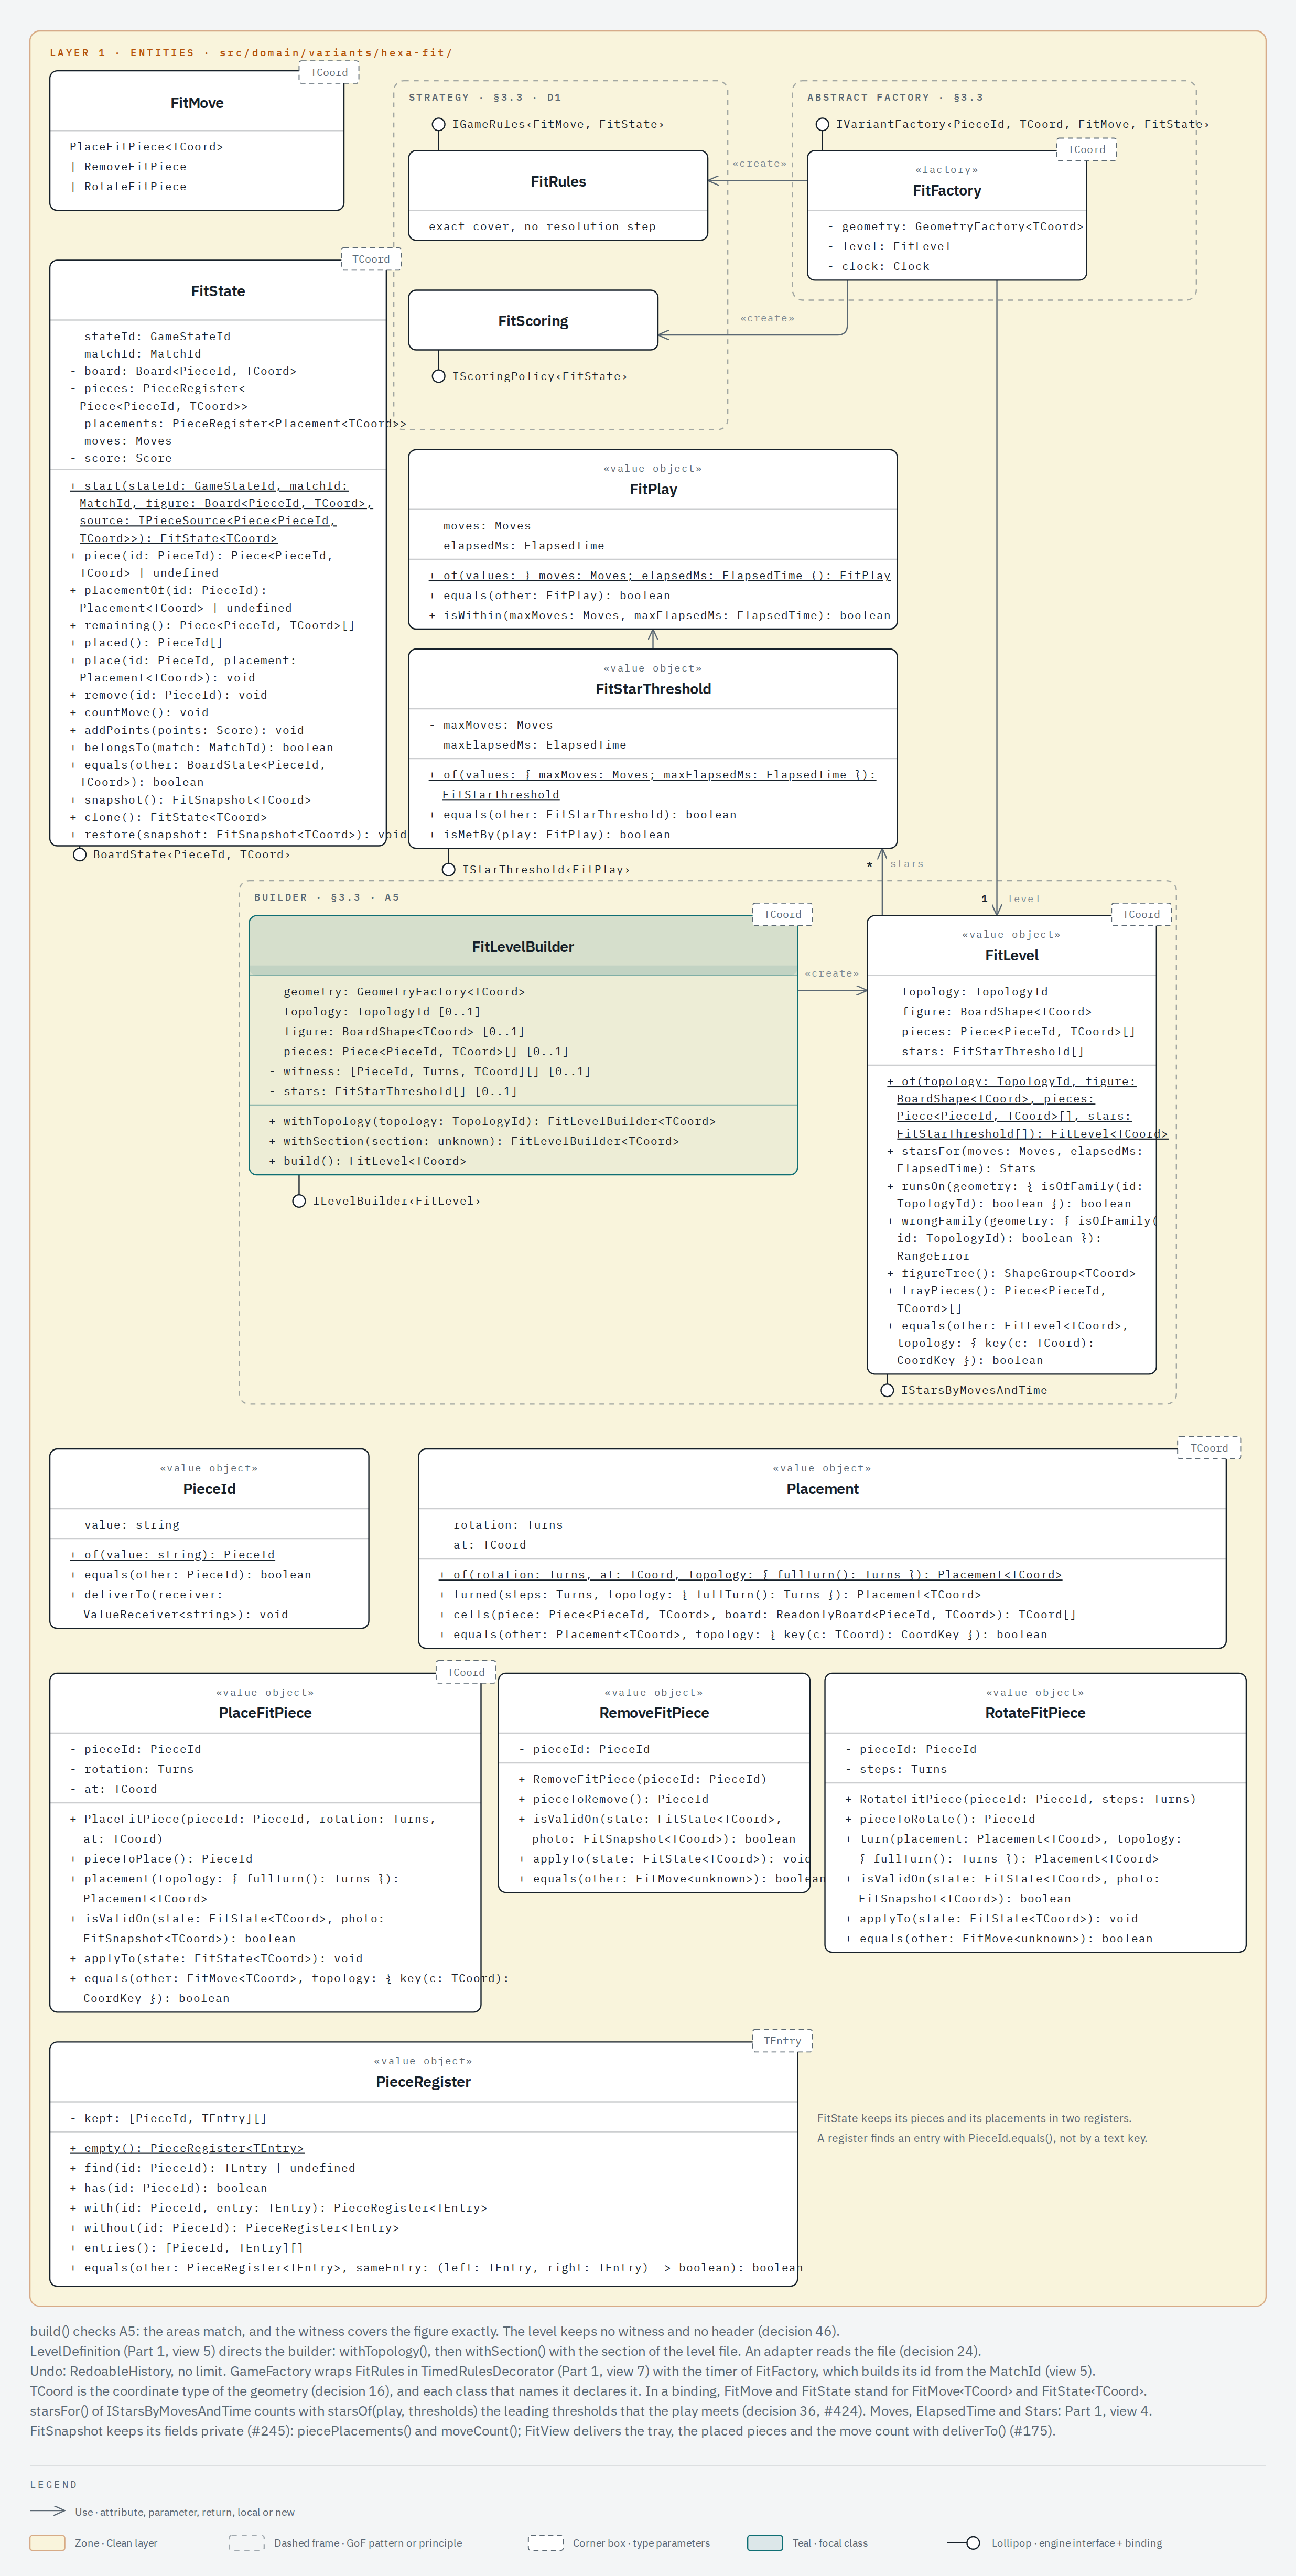 LAYER 1 · ENTITIES · src/domain/variants/hexa-fit/
TCoord
FitMove
PlaceFitPiece<TCoord>
| RemoveFitPiece
| RotateFitPiece
STRATEGY · §3.3 · D1
IGameRules‹FitMove, FitState›
FitRules
exact cover, no resolution step
«create»
ABSTRACT FACTORY · §3.3
IVariantFactory‹PieceId, TCoord, FitMove, FitState›
TCoord
«factory»
FitFactory
- geometry: GeometryFactory<TCoord>
- level: FitLevel
- clock: Clock
FitScoring
«create»
IScoringPolicy‹FitState›
TCoord
FitState
- stateId: GameStateId
- matchId: MatchId
- board: Board<PieceId, TCoord>
- pieces: PieceRegister<
Piece<PieceId, TCoord>>
- placements: PieceRegister<Placement<TCoord>>
- moves: Moves
- score: Score
+ start(stateId: GameStateId, matchId:
MatchId, figure: Board<PieceId, TCoord>,
source: IPieceSource<Piece<PieceId,
TCoord>>): FitState<TCoord>
+ piece(id: PieceId): Piece<PieceId,
TCoord> | undefined
+ placementOf(id: PieceId):
Placement<TCoord> | undefined
+ remaining(): Piece<PieceId, TCoord>[]
+ placed(): PieceId[]
+ place(id: PieceId, placement:
Placement<TCoord>): void
+ remove(id: PieceId): void
+ countMove(): void
+ addPoints(points: Score): void
+ belongsTo(match: MatchId): boolean
+ equals(other: BoardState<PieceId,
TCoord>): boolean
+ snapshot(): FitSnapshot<TCoord>
+ clone(): FitState<TCoord>
+ restore(snapshot: FitSnapshot<TCoord>): void
BoardState‹PieceId, TCoord›
«value object»
FitPlay
- moves: Moves
- elapsedMs: ElapsedTime
+ of(values: { moves: Moves; elapsedMs: ElapsedTime }): FitPlay
+ equals(other: FitPlay): boolean
+ isWithin(maxMoves: Moves, maxElapsedMs: ElapsedTime): boolean
«value object»
FitStarThreshold
- maxMoves: Moves
- maxElapsedMs: ElapsedTime
+ of(values: { maxMoves: Moves; maxElapsedMs: ElapsedTime }):
FitStarThreshold
+ equals(other: FitStarThreshold): boolean
+ isMetBy(play: FitPlay): boolean
IStarThreshold‹FitPlay›
* stars
1 level
BUILDER · §3.3 · A5
TCoord
FitLevelBuilder
- geometry: GeometryFactory<TCoord>
- topology: TopologyId [0..1]
- figure: BoardShape<TCoord> [0..1]
- pieces: Piece<PieceId, TCoord>[] [0..1]
- witness: [PieceId, Turns, TCoord][] [0..1]
- stars: FitStarThreshold[] [0..1]
+ withTopology(topology: TopologyId): FitLevelBuilder<TCoord>
+ withSection(section: unknown): FitLevelBuilder<TCoord>
+ build(): FitLevel<TCoord>
ILevelBuilder‹FitLevel›
«create»
TCoord
«value object»
FitLevel
- topology: TopologyId
- figure: BoardShape<TCoord>
- pieces: Piece<PieceId, TCoord>[]
- stars: FitStarThreshold[]
+ of(topology: TopologyId, figure:
BoardShape<TCoord>, pieces:
Piece<PieceId, TCoord>[], stars:
FitStarThreshold[]): FitLevel<TCoord>
+ starsFor(moves: Moves, elapsedMs:
ElapsedTime): Stars
+ runsOn(geometry: { isOfFamily(id:
TopologyId): boolean }): boolean
+ wrongFamily(geometry: { isOfFamily(
id: TopologyId): boolean }):
RangeError
+ figureTree(): ShapeGroup<TCoord>
+ trayPieces(): Piece<PieceId,
TCoord>[]
+ equals(other: FitLevel<TCoord>,
topology: { key(c: TCoord):
CoordKey }): boolean
IStarsByMovesAndTime
«value object»
PieceId
- value: string
+ of(value: string): PieceId
+ equals(other: PieceId): boolean
+ deliverTo(receiver:
ValueReceiver<string>): void
TCoord
«value object»
Placement
- rotation: Turns
- at: TCoord
+ of(rotation: Turns, at: TCoord, topology: { fullTurn(): Turns }): Placement<TCoord>
+ turned(steps: Turns, topology: { fullTurn(): Turns }): Placement<TCoord>
+ cells(piece: Piece<PieceId, TCoord>, board: ReadonlyBoard<PieceId, TCoord>): TCoord[]
+ equals(other: Placement<TCoord>, topology: { key(c: TCoord): CoordKey }): boolean
TCoord
«value object»
PlaceFitPiece
- pieceId: PieceId
- rotation: Turns
- at: TCoord
+ PlaceFitPiece(pieceId: PieceId, rotation: Turns,
at: TCoord)
+ pieceToPlace(): PieceId
+ placement(topology: { fullTurn(): Turns }):
Placement<TCoord>
+ isValidOn(state: FitState<TCoord>, photo:
FitSnapshot<TCoord>): boolean
+ applyTo(state: FitState<TCoord>): void
+ equals(other: FitMove<TCoord>, topology: { key(c: TCoord):
CoordKey }): boolean
«value object»
RemoveFitPiece
- pieceId: PieceId
+ RemoveFitPiece(pieceId: PieceId)
+ pieceToRemove(): PieceId
+ isValidOn(state: FitState<TCoord>,
photo: FitSnapshot<TCoord>): boolean
+ applyTo(state: FitState<TCoord>): void
+ equals(other: FitMove<unknown>): boolean
«value object»
RotateFitPiece
- pieceId: PieceId
- steps: Turns
+ RotateFitPiece(pieceId: PieceId, steps: Turns)
+ pieceToRotate(): PieceId
+ turn(placement: Placement<TCoord>, topology:
{ fullTurn(): Turns }): Placement<TCoord>
+ isValidOn(state: FitState<TCoord>, photo:
FitSnapshot<TCoord>): boolean
+ applyTo(state: FitState<TCoord>): void
+ equals(other: FitMove<unknown>): boolean
TEntry
«value object»
PieceRegister
- kept: [PieceId, TEntry][]
+ empty(): PieceRegister<TEntry>
+ find(id: PieceId): TEntry | undefined
+ has(id: PieceId): boolean
+ with(id: PieceId, entry: TEntry): PieceRegister<TEntry>
+ without(id: PieceId): PieceRegister<TEntry>
+ entries(): [PieceId, TEntry][]
+ equals(other: PieceRegister<TEntry>, sameEntry: (left: TEntry, right: TEntry) => boolean): boolean
FitState keeps its pieces and its placements in two registers.
A register finds an entry with PieceId.equals(), not by a text key.
build() checks A5: the areas match, and the witness covers the figure exactly. The level keeps no witness and no header (decision 46).
LevelDefinition (Part 1, view 5) directs the builder: withTopology(), then withSection() with the section of the level file. An adapter reads the file (decision 24).
Undo: RedoableHistory, no limit. GameFactory wraps FitRules in TimedRulesDecorator (Part 1, view 7) with the timer of FitFactory, which builds its id from the MatchId (view 5).
TCoord is the coordinate type of the geometry (decision 16), and each class that names it declares it. In a binding, FitMove and FitState stand for FitMove‹TCoord› and FitState‹TCoord›.
starsFor() of IStarsByMovesAndTime counts with starsOf(play, thresholds) the leading thresholds that the play meets (decision 36, #424). Moves, ElapsedTime and Stars: Part 1, view 4.
FitSnapshot keeps its fields private (#245): piecePlacements() and moveCount(); FitView delivers the tray, the placed pieces and the move count with deliverTo() (#175).
LEGEND
Use · attribute, parameter, return, local or new
Zone · Clean layer
Dashed frame · GoF pattern or principle
Corner box · type parameters
Teal · focal class
Lollipop · engine interface + binding